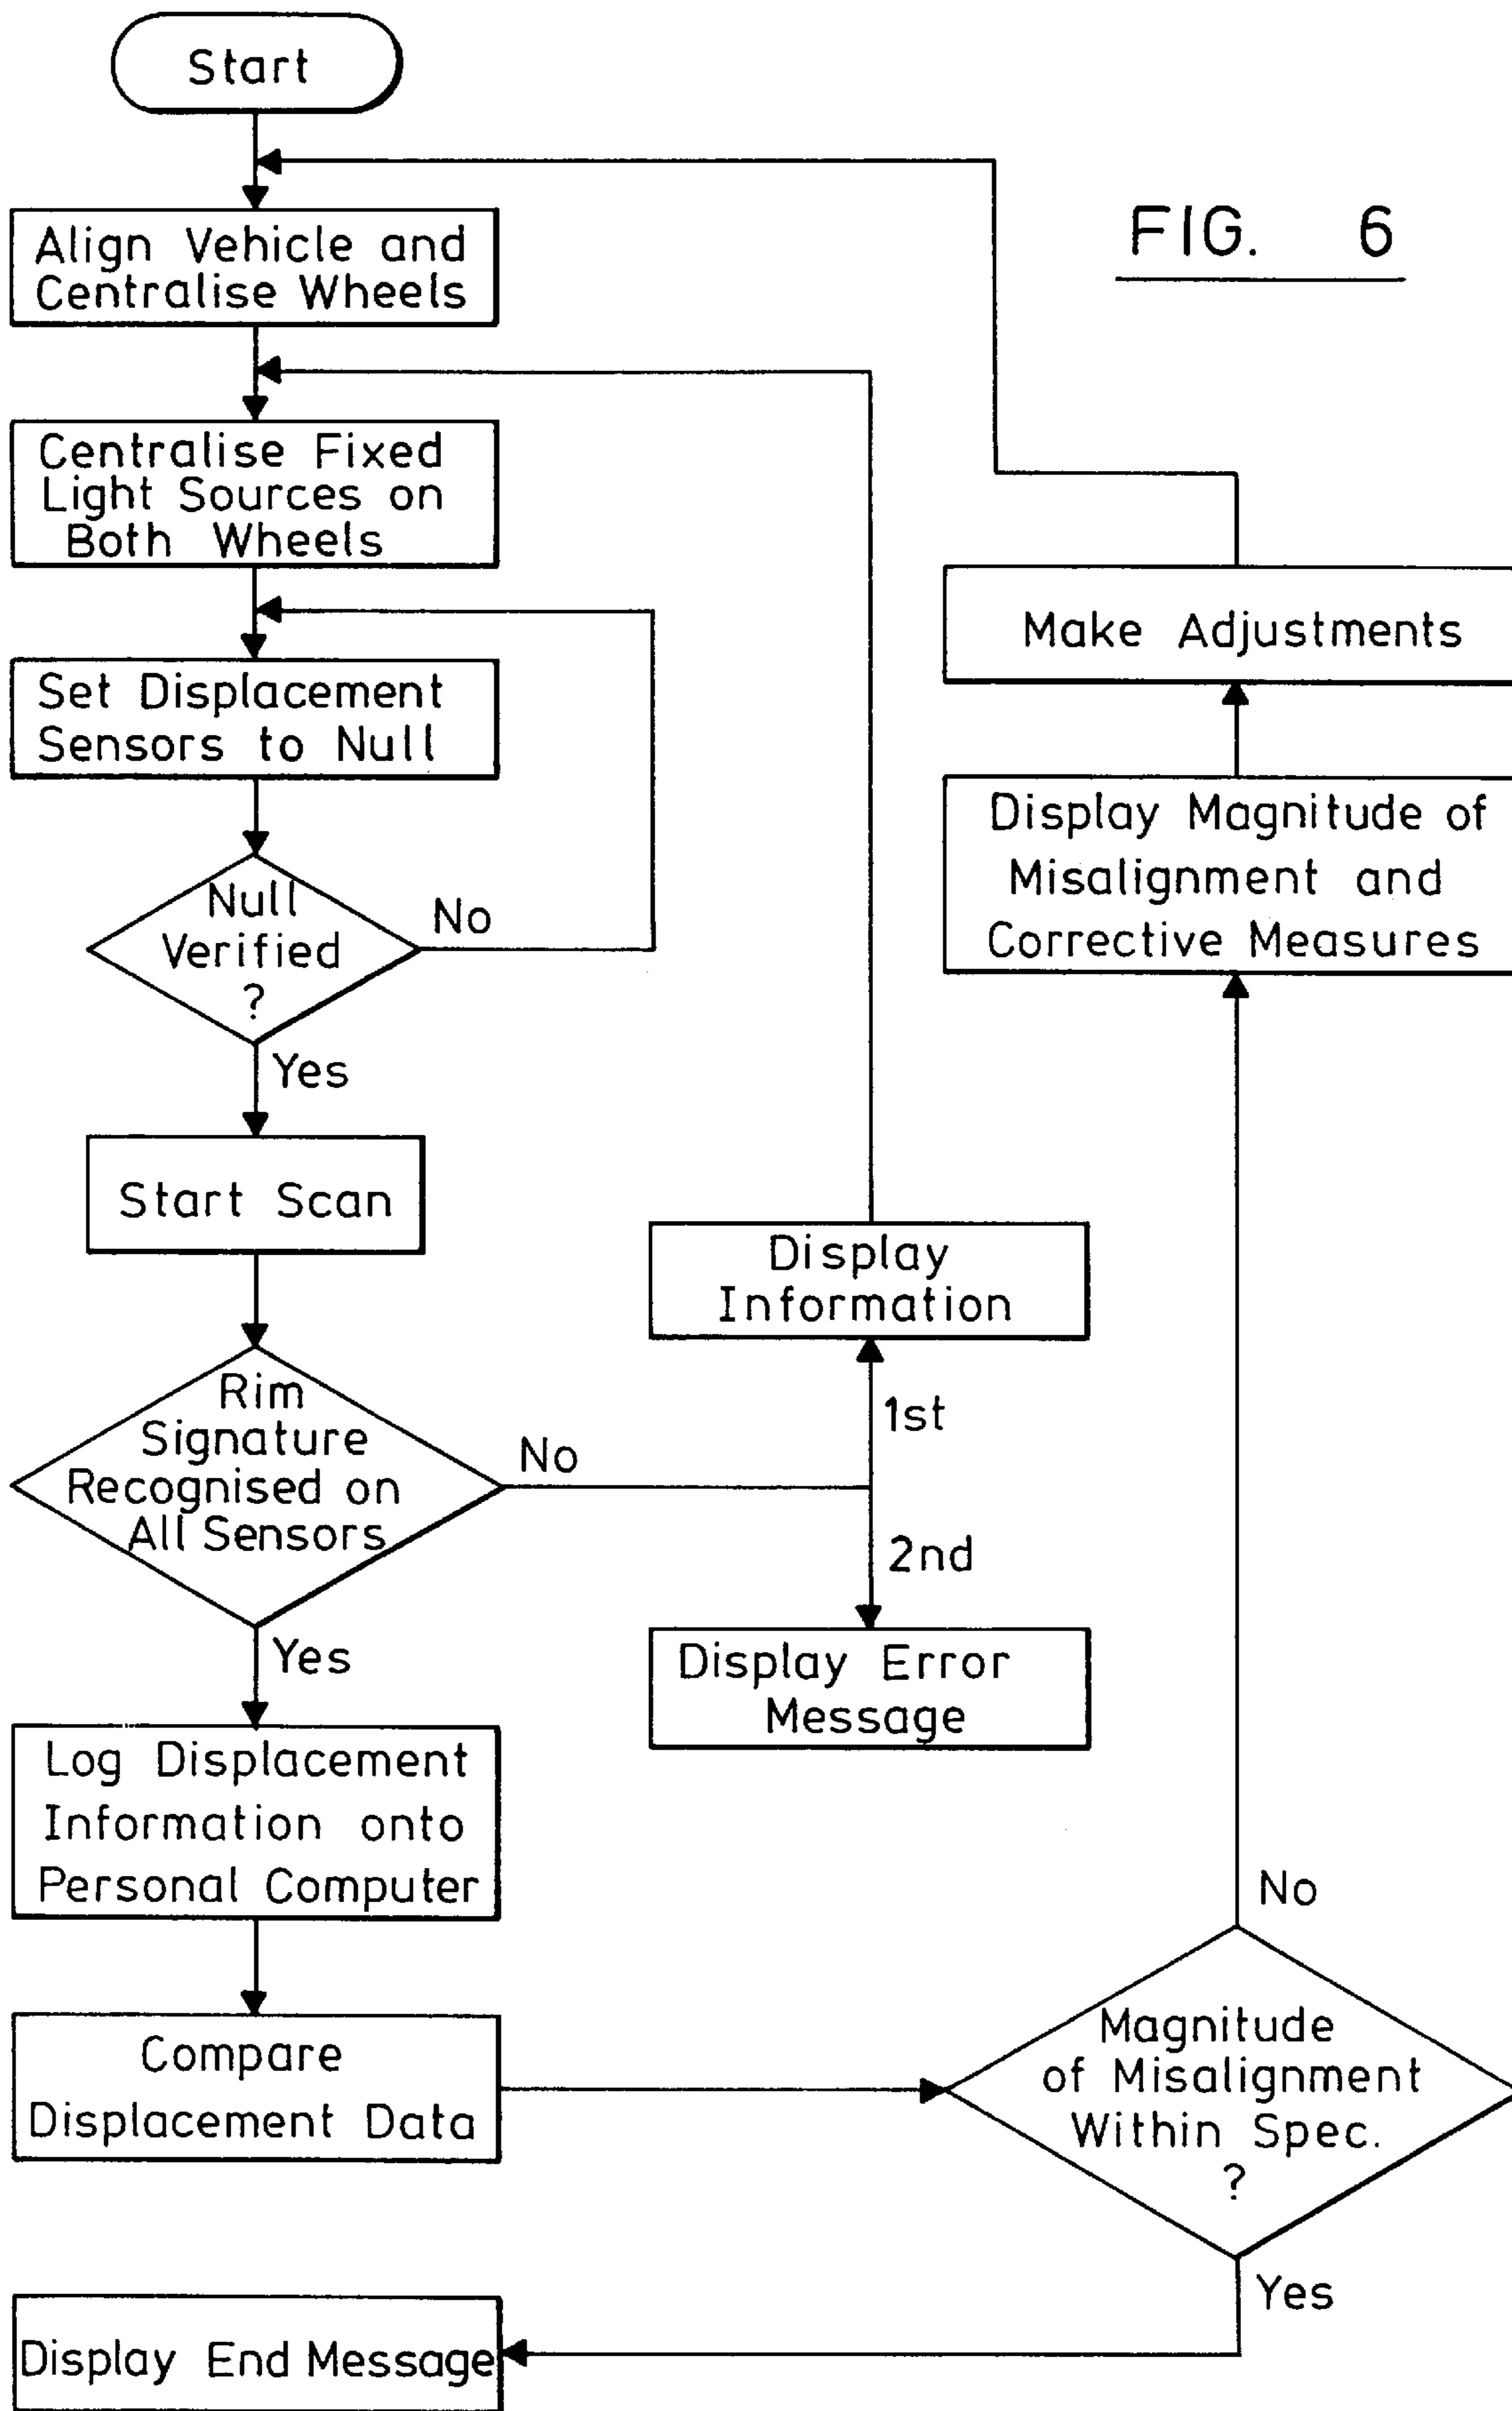 Start
FIG. 6
Align Vehicle and
Centralise Wheels
Centralise Fixed
Light Sources on
Both Wheels
Set Displacement
Sensors to Null
Null
Verified
?
No
Yes
Start Scan
Rim
Signature
Recognised on
All Sensors
No
Yes
1st
Display
Information
2nd
Display Error
Message
Log Displacement
Information onto
Personal Computer
Compare
Displacement Data
Magnitude
of Misalignment
Within Spec.
?
No
Display Magnitude of
Misalignment and
Corrective Measures
Make Adjustments
Yes
Display End Message